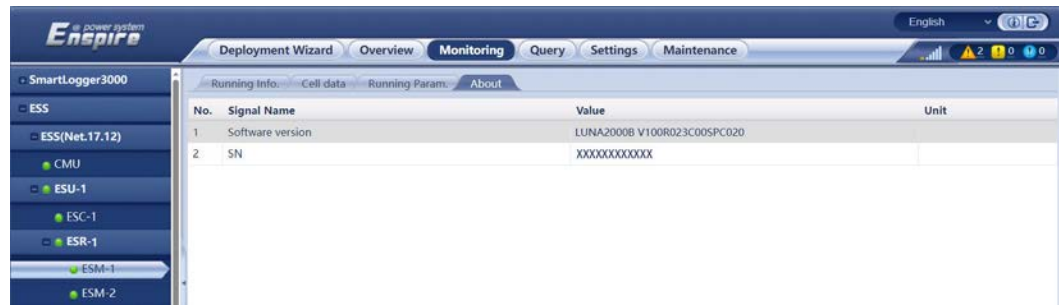 e power system
Enspire
English
Deployment Wizard Overview Monitoring Query Settings Maintenance
2 0 0
SmartLogger3000
ESS
ESS(Net.17.12)
CMU
ESU-1
ESC-1
ESR-1
ESM-1
ESM-2
Running Info. Cell data Running Param. About
No. Signal Name Value Unit
1 Software version LUNA2000B V100R023C00SPC020
2 SN XXXXXXXXXXXX